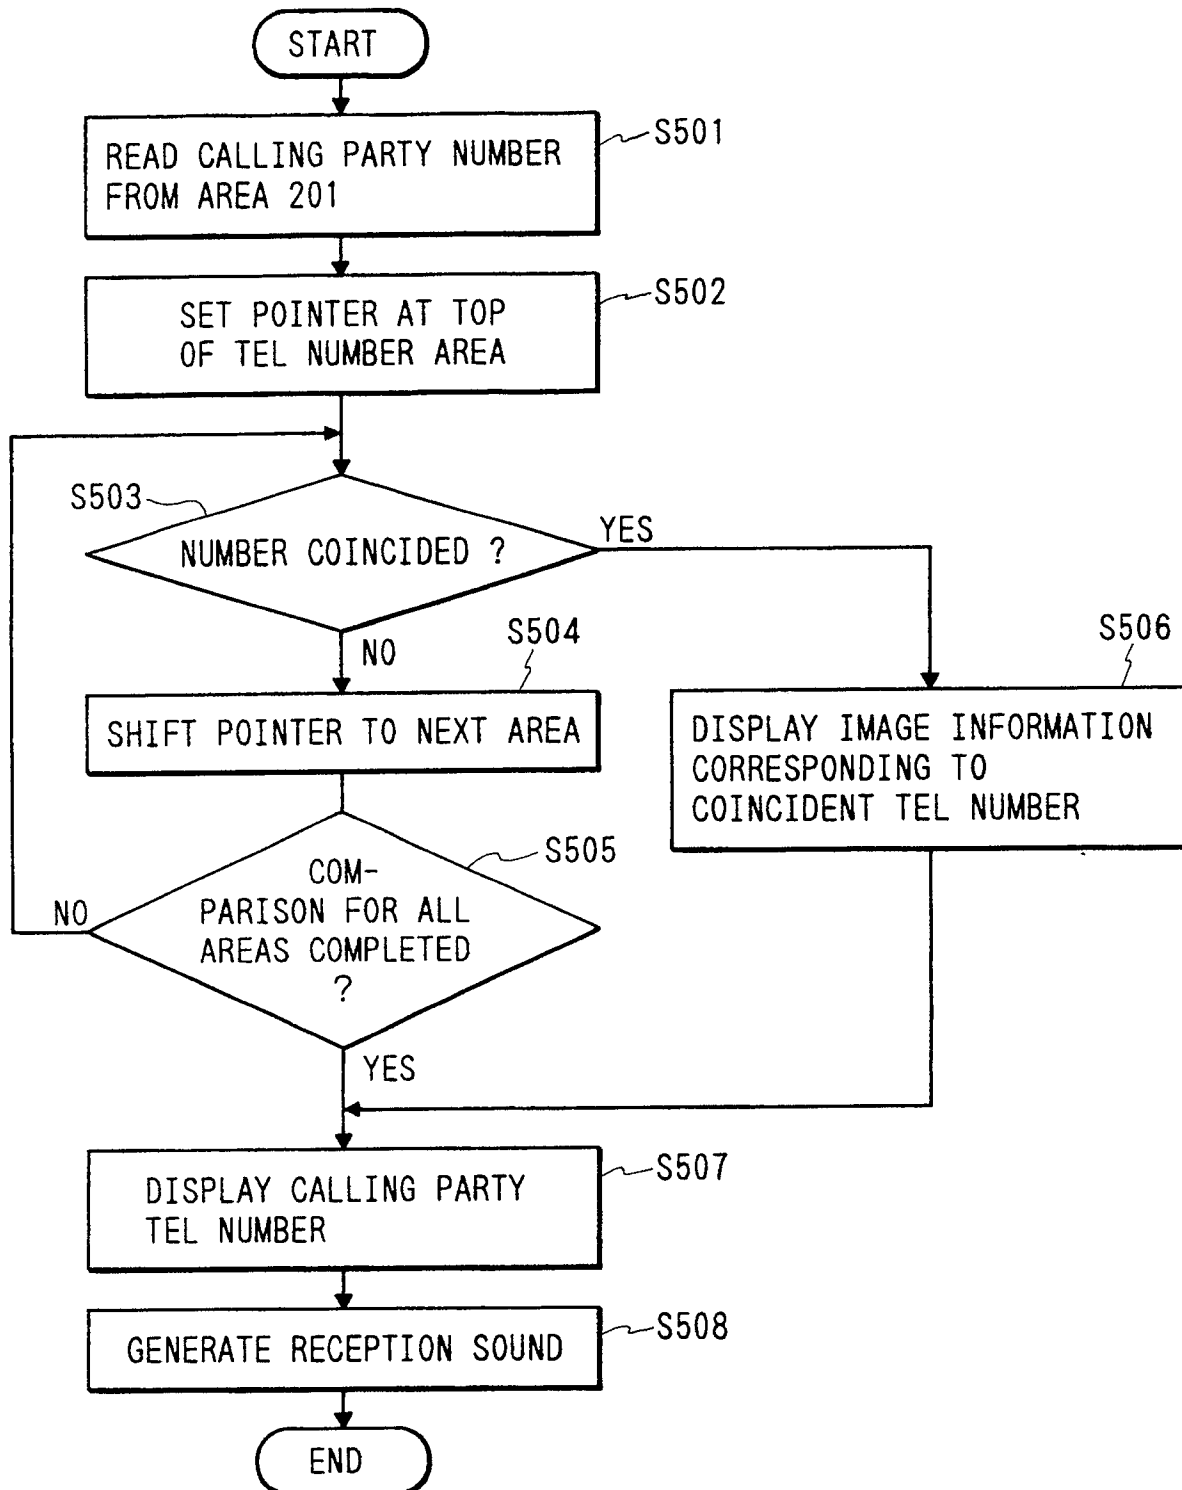 START
READ CALLING PARTY NUMBER
FROM AREA 201
S501
SET POINTER AT TOP
OF TEL NUMBER AREA
S502
S503
NUMBER COINCIDED ?
YES
NO
S504
SHIFT POINTER TO NEXT AREA
S506
DISPLAY IMAGE INFORMATION
CORRESPONDING TO
COINCIDENT TEL NUMBER
S505
COM-
PARISON FOR ALL
AREAS COMPLETED
?
NO
YES
DISPLAY CALLING PARTY
TEL NUMBER
S507
GENERATE RECEPTION SOUND
S508
END